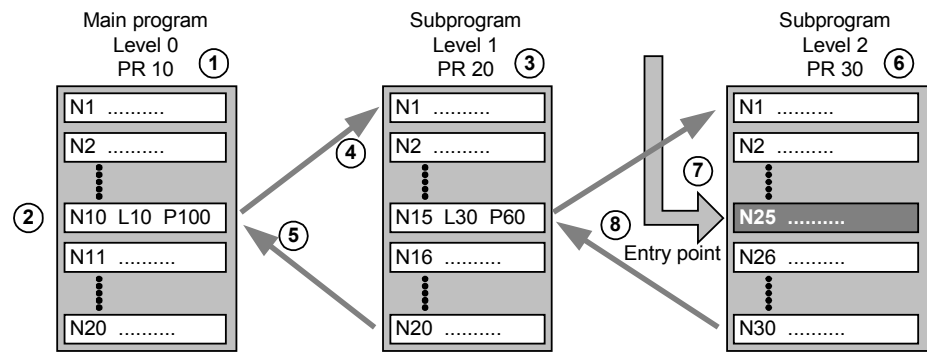 Main program
Level 0
PR 10
1
N1 ..........
N2 ..........
2
N10 L10 P100
N11 ..........
N20 ..........
4
5
Subprogram
Level 1
PR 20
3
N1 ..........
N2 ..........
N15 L30 P60
N16 ..........
N20 ..........
7
8
Entry point
Subprogram
Level 2
PR 30
6
N1 ..........
N2 ..........
N25 ..........
N26 ..........
N30 ..........